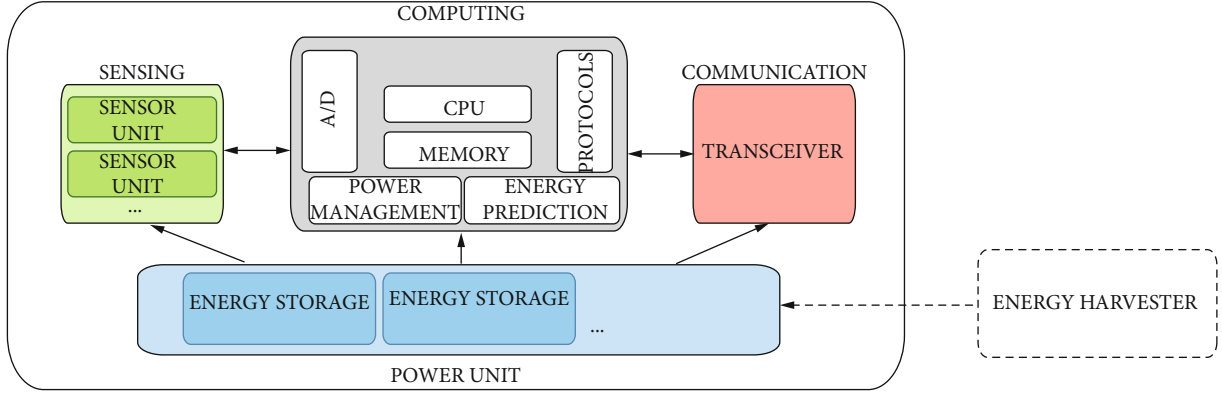 COMPUTING
SENSING
SENSOR
UNIT
SENSOR
UNIT
...
A/D
CPU
MEMORY
PROTOCOLS
POWER
MANAGEMENT
ENERGY
PREDICTION
COMMUNICATION
TRANSCEIVER
ENERGY STORAGE
ENERGY STORAGE
...
POWER UNIT
ENERGY HARVESTER